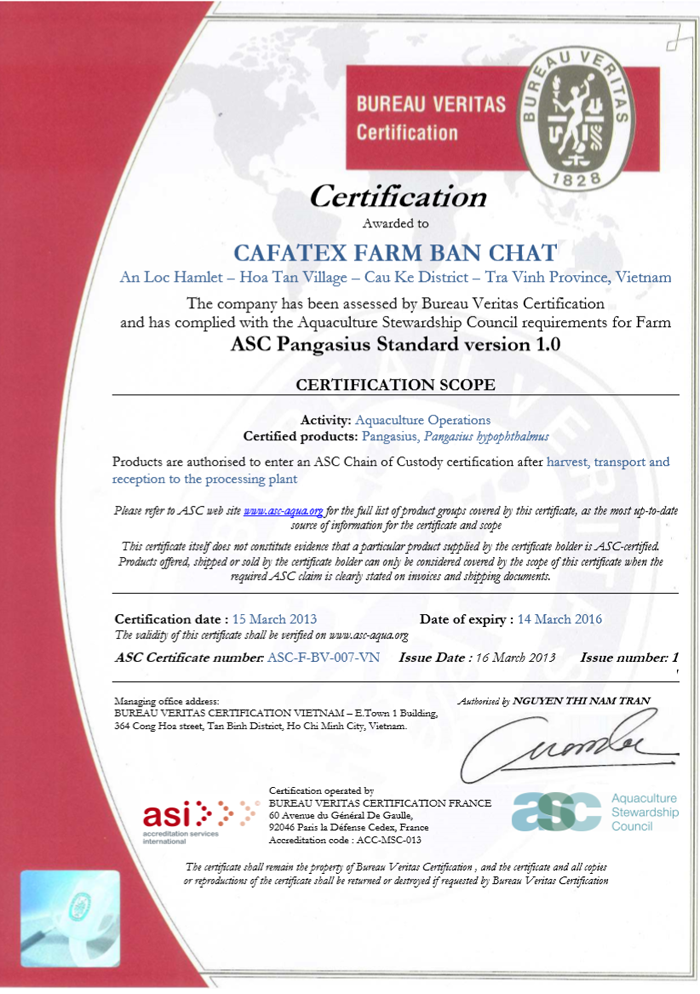 BUREAU VERITAS
Certification
BUREAU VERITAS
1828
Certification
Awarded to
CAFATEX FARM BAN CHAT
An Loc Hamlet – Hoa Tan Village – Cau Ke District – Tra Vinh Province, Vietnam
The company has been assessed by Bureau Veritas Certification
and has complied with the Aquaculture Stewardship Council requirements for Farm
ASC Pangasius Standard version 1.0
CERTIFICATION SCOPE
Activity: Aquaculture Operations
Certified products: Pangasius, Pangasius hypophthalmus
Products are authorised to enter an ASC Chain of Custody certification after harvest, transport and
reception to the processing plant
Please refer to ASC web site www.asc-aqua.org for the full list of product groups covered by this certificate, as the most up-to-date
source of information for the certificate and scope
This certificate itself does not constitute evidence that a particular product supplied by the certificate holder is ASC-certified.
Products offered, shipped or sold by the certificate holder can only be considered covered by the scope of this certificate when the
required ASC claim is clearly stated on invoices and shipping documents.
Certification date : 15 March 2013 Date of expiry : 14 March 2016
The validity of this certificate shall be verified on www.asc-aqua.org
ASC Certificate number: ASC-F-BV-007-VN Issue Date : 16 March 2013 Issue number: 1
Managing office address:
BUREAU VERITAS CERTIFICATION VIETNAM – E.Town 1 Building,
364 Cong Hoa street, Tan Binh District, Ho Chi Minh City, Vietnam.
Authorised by NGUYEN THI NAM TRAN
Certification operated by
BUREAU VERITAS CERTIFICATION FRANCE
60 Avenue du Général De Gaulle,
92046 Paris la Défense Cedex, France
Accreditation code : ACC-MSC-013
asi
accreditation services
international
asc
Aquaculture
Stewardship
Council
The certificate shall remain the property of Bureau Veritas Certification , and the certificate and all copies
or reproductions of the certificate shall be returned or destroyed if requested by Bureau Veritas Certification